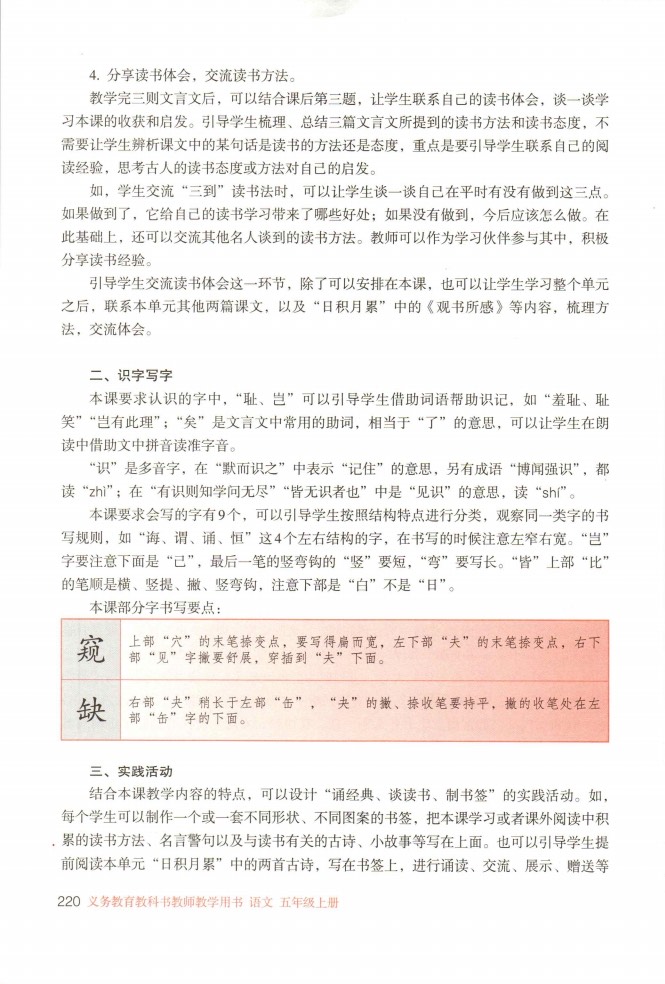 4. 分享读书体会，交流读书方法。
教学完三则文言文后，可以结合课后第三题，让学生联系自己的读书体会，谈一谈学
习本课的收获和启发。引导学生梳理、总结三篇文言文所提到的读书方法和读书态度，不
需要让学生辨析课文中的某句话是读书的方法还是态度，重点是要引导学生联系自己的阅
读经验，思考古人的读书态度或方法对自己的启发。
如，学生交流“三到”读书法时，可以让学生谈一谈自己在平时有没有做到这三点。
如果做到了，它给自己的读书学习带来了哪些好处；如果没有做到，今后应该怎么做。在
此基础上，还可以交流其他名人谈到的读书方法。教师可以作为学习伙伴参与其中，积极
分享读书经验。
引导学生交流读书体会这一环节，除了可以安排在本课，也可以让学生学习整个单元
之后，联系本单元其他两篇课文，以及“日积月累”中的《观书所感》等内容，梳理方
法，交流体会。
二、识字写字
本课要求认识的字中，“耻、岂”可以引导学生借助词语帮助识记，如“羞耻、耻
笑”“岂有此理”；“矣”是文言文中常用的助词，相当于“了”的意思，可以让学生在朗
读中借助文中拼音读准字音。
“识”是多音字，在“默而识之”中表示“记住”的意思，另有成语“博闻强识”，都
读“zhì”；在“有识则知学问无尽”“皆无识者也”中是“见识”的意思，读“shí”。
本课要求会写的字有9个，可以引导学生按照结构特点进行分类，观察同一类字的书
写规则，如“诲、谓、诵、恒”这4个左右结构的字，在书写的时候注意左窄右宽。“岂”
字要注意下面是“己”，最后一笔的竖弯钩的“竖”要短，“弯”要写长。“皆”上部“比”
的笔顺是横、竖提、撇、竖弯钩，注意下部是“白”不是“日”。
本课部分字书写要点：
窥
上部“穴”的末笔捺变点，要写得扁而宽，左下部“夫”的末笔捺变点，右下
部“见”字撇要舒展，穿插到“夫”下面。
缺
右部“夬”稍长于左部“缶”，“夬”的撇、捺收笔要持平，撇的收笔处在左
部“缶”字的下面。
三、实践活动
结合本课教学内容的特点，可以设计“诵经典、谈读书、制书签”的实践活动。如，
每个学生可以制作一个或一套不同形状、不同图案的书签，把本课学习或者课外阅读中积
累的读书方法、名言警句以及与读书有关的古诗、小故事等写在上面。也可以引导学生提
前阅读本单元“日积月累”中的两首古诗，写在书签上，进行诵读、交流、展示、赠送等
220 义务教育教科书教师教学用书 语文 五年级上册